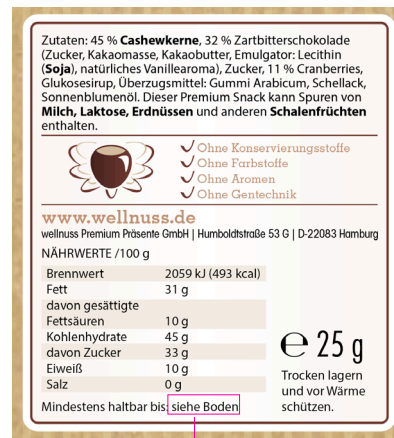 Zutaten: 45 % Cashewkerne, 32 % Zartbitterschokolade
(Zucker, Kakaomasse, Kakaobutter, Emulgator: Lecithin
(Soja), natürliches Vanillearoma), Zucker, 11 % Cranberries,
Glukosesirup, Überzugsmittel: Gummi Arabicum, Schellack,
Sonnenblumenöl. Dieser Premium Snack kann Spuren von
Milch, Laktose, Erdnüssen und anderen Schalenfrüchten
enthalten.
Ohne Konservierungsstoffe
Ohne Farbstoffe
Ohne Aromen
Ohne Gentechnik
www.wellnuss.de
wellnuss Premium Präsente GmbH | Humboldtstraße 53 G | D-22083 Hamburg
NÄHRWERTE /100 g
Brennwert 2059 kJ (493 kcal)
Fett 31 g
davon gesättigte
Fettsäuren 10 g
Kohlenhydrate 45 g
davon Zucker 33 g
Eiweiß 10 g
Salz 0 g
℮ 25 g
Trocken lagern
und vor Wärme
schützen.
Mindestens haltbar bis: siehe Boden